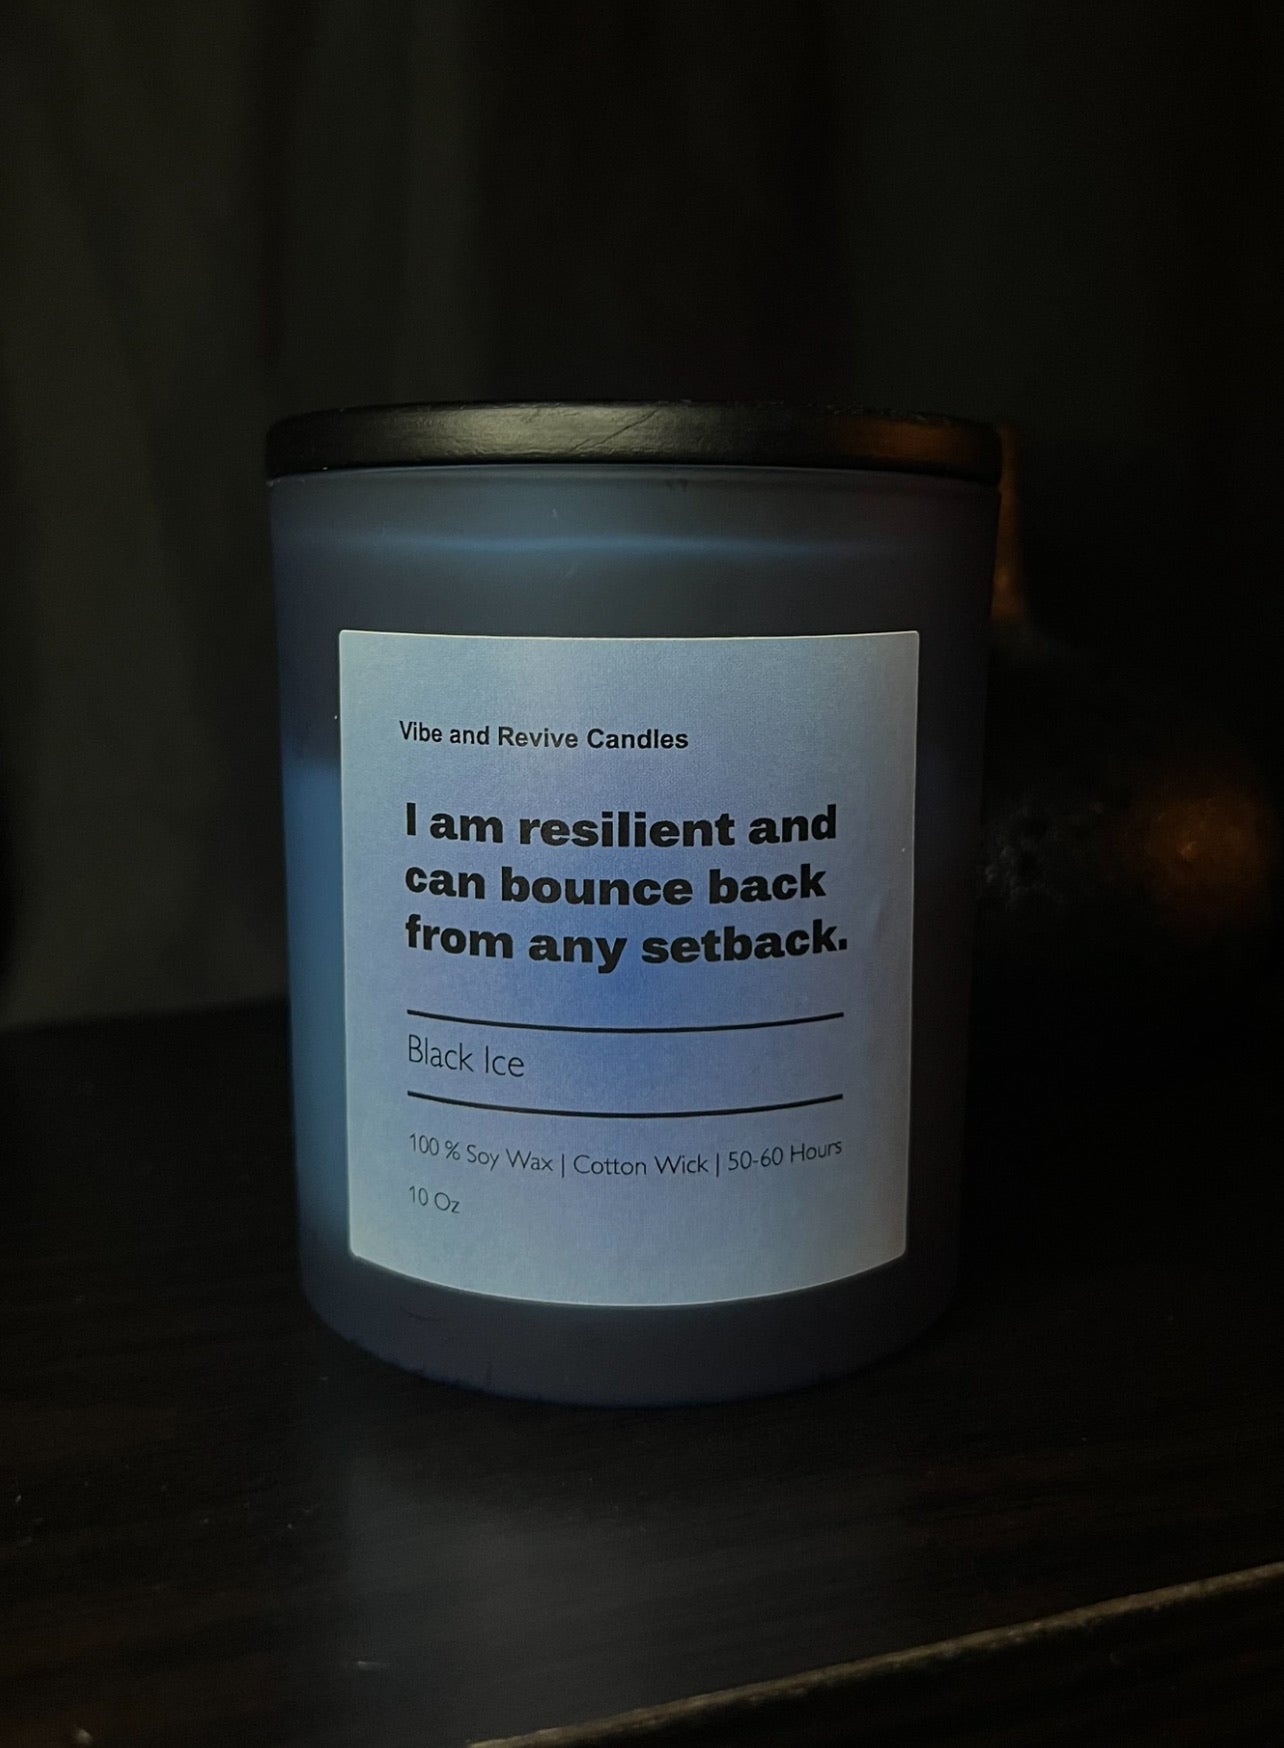 Vibe and Revive Candles
I am resilient and
can bounce back
from any setback.
Black Ice
100 % Soy Wax | Cotton Wick | 50-60 Hours
10 Oz